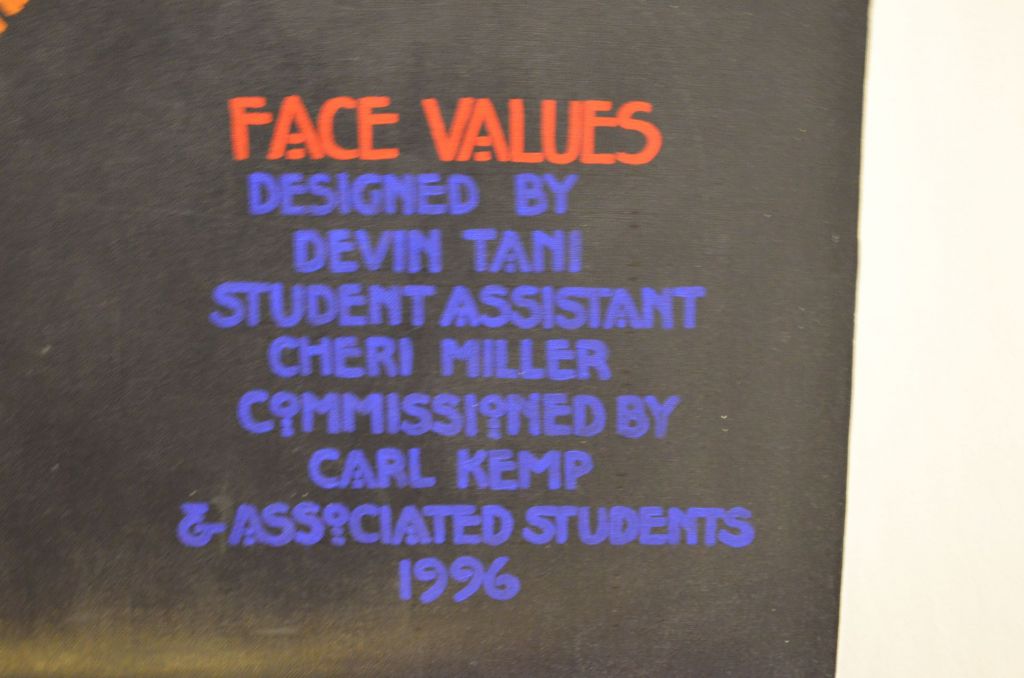 FACE VALUES
DESIGNED BY
DEVIN TANI
STUDENT ASSISTANT
CHERI MILLER
COMMISSIONED BY
CARL KEMP
& ASSOCIATED STUDENTS
1996